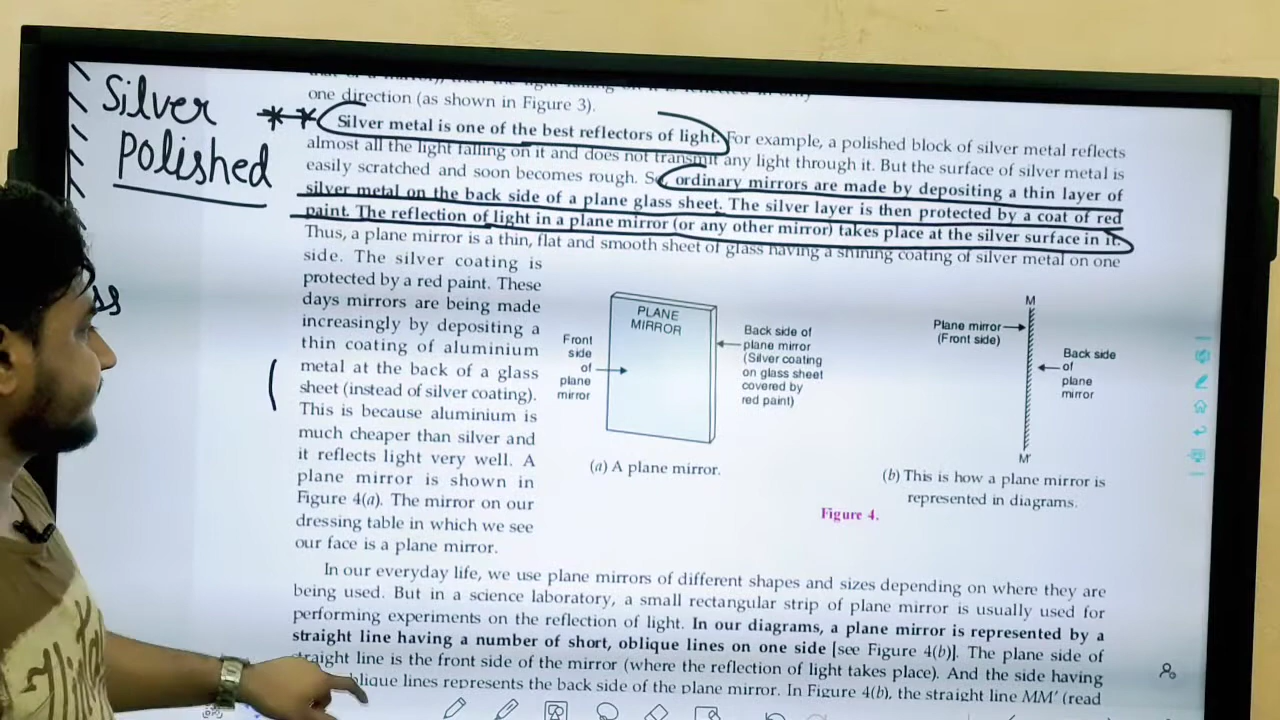 Silver
Polished
ss
one direction (as shown in Figure 3).
Silver metal is one of the best reflectors of light. For example, a polished block of silver metal reflects
almost all the light falling on it and does not transmit any light through it. But the surface of silver metal is
easily scratched and soon becomes rough. So ordinary mirrors are made by depositing a thin layer of
silver metal on the back side of a plane glass sheet. The silver layer is then protected by a coat of red
paint. The reflection of light in a plane mirror (or any other mirror) takes place at the silver surface in it.
Thus, a plane mirror is a thin, flat and smooth sheet of glass having a shining coating of silver metal on one
side. The silver coating is
protected by a red paint. These
days mirrors are being made
increasingly by depositing a
thin coating of aluminium
metal at the back of a glass
sheet (instead of silver coating).
This is because aluminium is
much cheaper than silver and
it reflects light very well. A
plane mirror is shown in
Figure 4(a). The mirror on our
dressing table in which we see
our face is a plane mirror.
PLANE
MIRROR
Front
side
of
plane
mirror
Back side of
plane mirror
(Silver coating
on glass sheet
covered by
red paint)
(a) A plane mirror.
M
Plane mirror
(Front side)
Back side
of
plane
mirror
M'
(b) This is how a plane mirror is
represented in diagrams.
Figure 4.
In our everyday life, we use plane mirrors of different shapes and sizes depending on where they are
being used. But in a science laboratory, a small rectangular strip of plane mirror is usually used for
performing experiments on the reflection of light. In our diagrams, a plane mirror is represented by a
straight line having a number of short, oblique lines on one side [see Figure 4(b)]. The plane side of
straight line is the front side of the mirror (where the reflection of light takes place). And the side having
oblique lines represents the back side of the plane mirror. In Figure 4(b), the straight line MM' (read